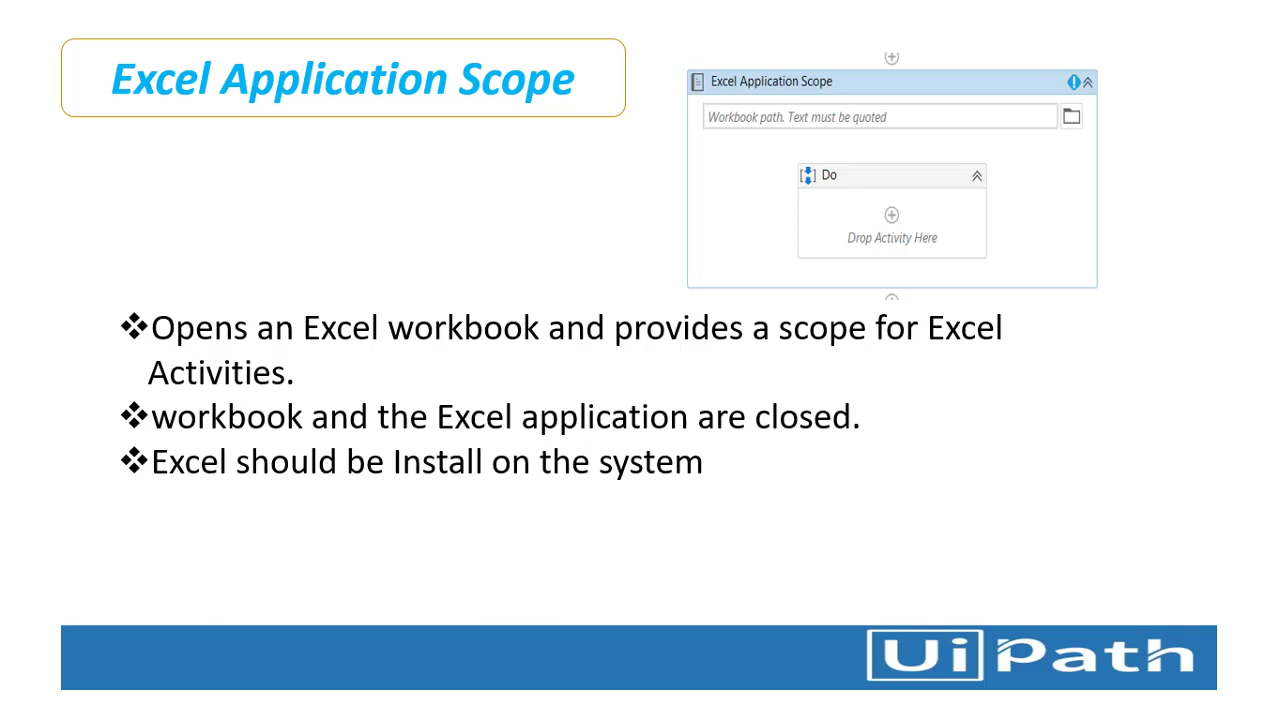 Excel Application Scope
Excel Application Scope
Workbook path. Text must be quoted
Do
Drop Activity Here
❖Opens an Excel workbook and provides a scope for Excel
Activities.
❖workbook and the Excel application are closed.
❖Excel should be Install on the system
UiPath